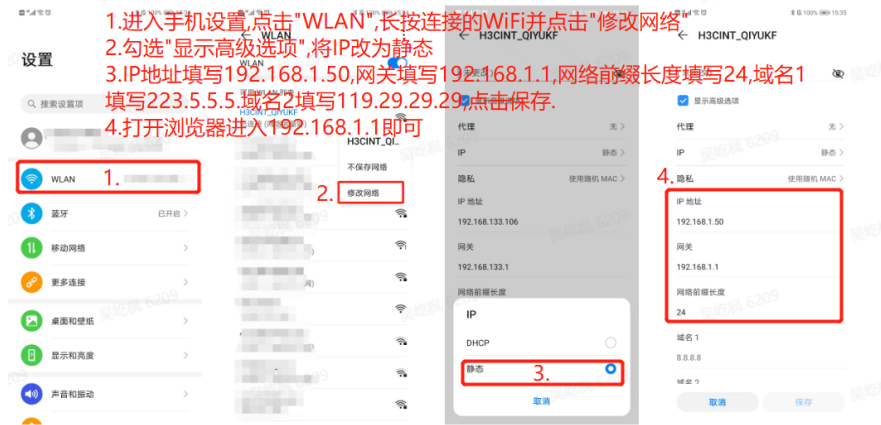 1.进入手机设置,点击"WLAN",长按连接的WiFi并点击"修改网络"
2.勾选"显示高级选项",将IP改为静态
3.IP地址填写192.168.1.50,网关填写192.168.1.1,网络前缀长度填写24,域名1
填写223.5.5.5.域名2填写119.29.29.29,点击保存.
4.打开浏览器进入192.168.1.1即可
设置
搜索设置项
WLAN
1.
蓝牙
已开启
移动网络
更多连接
桌面和壁纸
显示和亮度
声音和振动
WLAN
WLAN
H3CINT_QIYUKF
H3CINT_QI...
不保存网络
2.
修改网络
15:35
H3CINT_QIYUKF
代理
无
IP
静态
隐私
使用随机 MAC
IP 地址
192.168.133.106
网关
192.168.133.1
网络前缀长度
IP
DHCP
静态
3.
取消
15:35
H3CINT_QIYUKF
显示高级选项
代理
无
IP
静态
隐私
使用随机 MAC
4.
IP 地址
192.168.1.50
网关
192.168.1.1
网络前缀长度
24
域名 1
8.8.8.8
域名 2
取消
保存
吴屹枫 6209